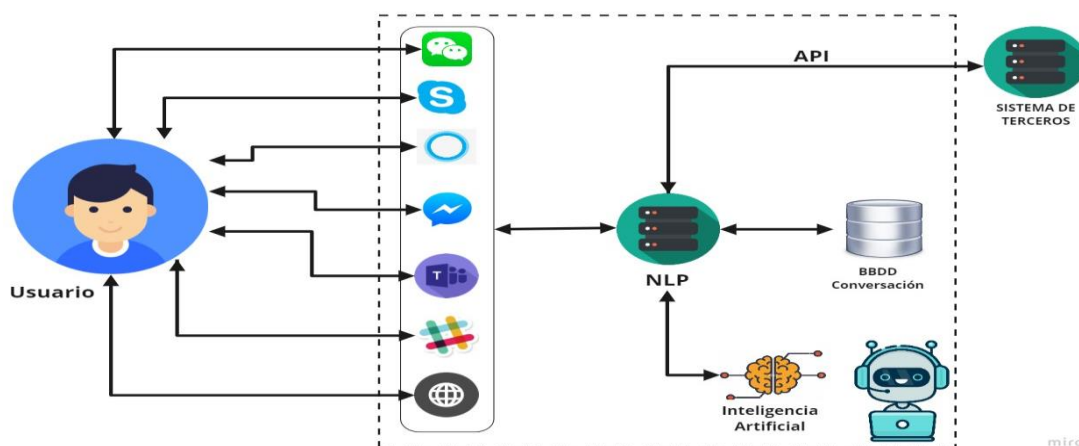 API
SISTEMA DE
TERCEROS
S
Usuario
T
NLP
BBDD
Conversación
Inteligencia
Artificial